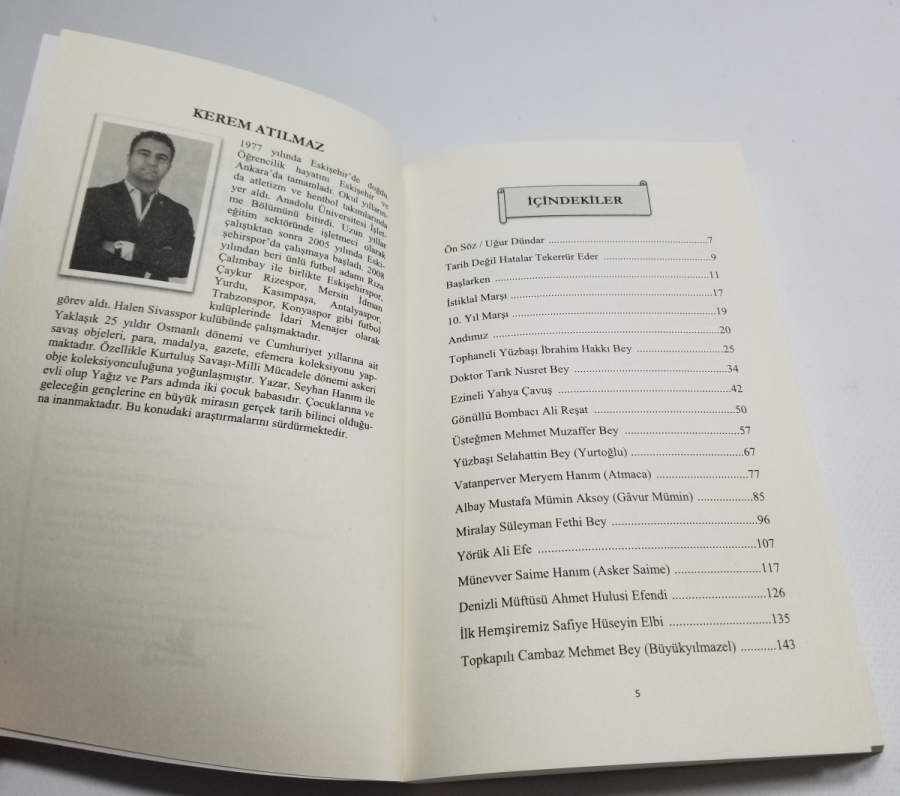 KEREM ATILMAZ
1977 yılında Eskişehir'de doğdu.
Öğrencilik hayatını Eskişehir ve
Ankara'da tamamladı. Okul yılların-
da atletizm ve hentbol takımlarında
yer aldı. Anadolu Üniversitesi İşlet-
me Bölümünü bitirdi. Uzun yıllar
eğitim sektöründe işletmeci olarak
çalıştıktan sonra 2005 yılında Eski-
şehirspor'da çalışmaya başladı. 2008
yılından beri ünlü futbol adamı Rıza
Çalımbay ile birlikte Eskişehirspor,
Çaykur Rizespor, Mersin İdman
Yurdu, Kasımpaşa, Antalyaspor,
Trabzonspor, Konyaspor gibi futbol
kulüplerinde İdari Menajer olarak
görev aldı. Halen Sivasspor kulübünde çalışmaktadır.
Yaklaşık 25 yıldır Osmanlı dönemi ve Cumhuriyet yıllarına ait
savaş objeleri, para, madalya, gazete, efemera koleksiyonu yap-
maktadır. Özellikle Kurtuluş Savaşı-Milli Mücadele dönemi askeri
obje koleksiyonculuğuna yoğunlaşmıştır. Yazar, Seyhan Hanım ile
evli olup Yağız ve Pars adında iki çocuk babasıdır. Çocuklarına ve
geleceğin gençlerine en büyük mirasın gerçek tarih bilinci olduğu-
na inanmaktadır. Bu konudaki araştırmalarını sürdürmektedir.
İÇİNDEKİLER
Ön Söz / Uğur Dündar ..........7
Tarih Değil Hatalar Tekerrür Eder ..........9
Başlarken ..........11
İstiklal Marşı ..........17
10. Yıl Marşı ..........19
Andımız ..........20
Tophaneli Yüzbaşı İbrahim Hakkı Bey ..........25
Doktor Tarık Nusret Bey ..........34
Ezineli Yahya Çavuş ..........42
Gönüllü Bombacı Ali Reşat ..........50
Üsteğmen Mehmet Muzaffer Bey ..........57
Yüzbaşı Selahattin Bey (Yurtoğlu) ..........67
Vatanperver Meryem Hanım (Atmaca) ..........77
Albay Mustafa Mümin Aksoy (Gâvur Mümin) ..........85
Miralay Süleyman Fethi Bey ..........96
Yörük Ali Efe ..........107
Münevver Saime Hanım (Asker Saime) ..........117
Denizli Müftüsü Ahmet Hulusi Efendi ..........126
İlk Hemşiremiz Safiye Hüseyin Elbi ..........135
Topkapılı Cambaz Mehmet Bey (Büyükyılmazel) ..........143
5